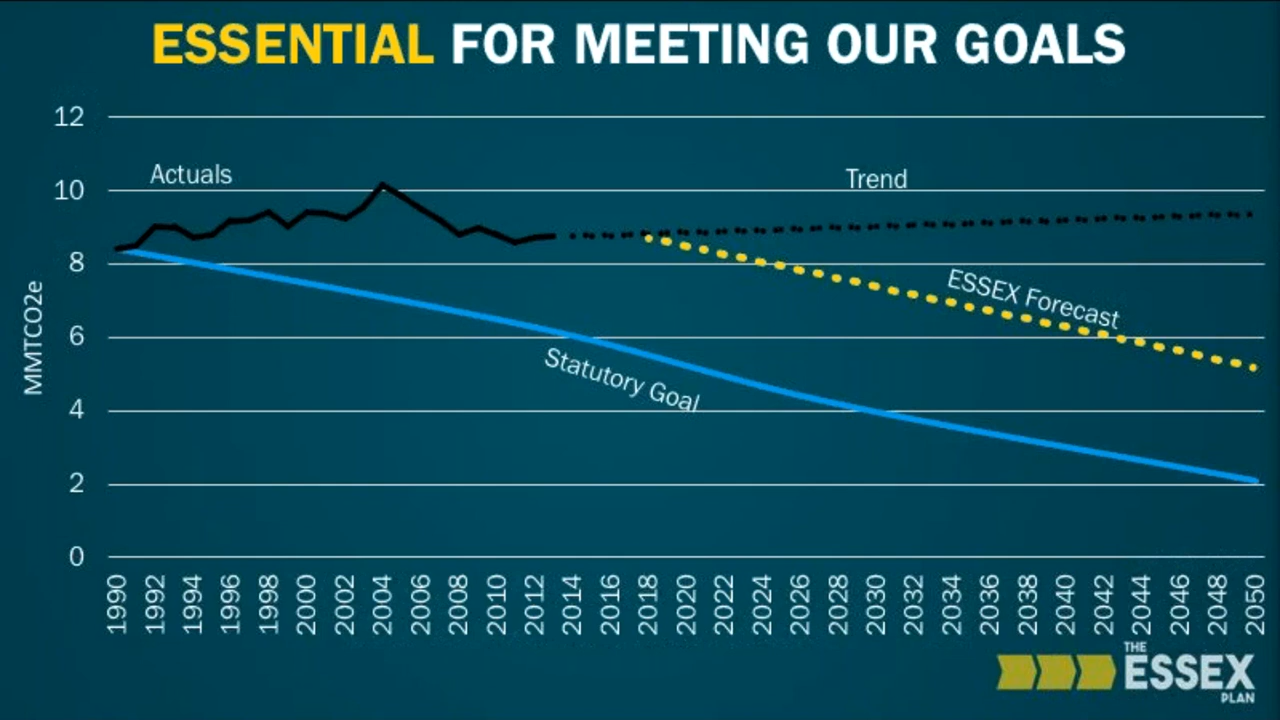 ESSENTIAL FOR MEETING OUR GOALS
12
Actuals
10
Trend
8
ESSEX Forecast
MMTCO2e
6
Statutory Goal
4
2
0
1990 1992 1994 1996 1998 2000 2002 2004 2006 2008 2010 2012 2014 2016 2018 2020 2022 2024 2026 2028 2030 2032 2034 2036 2038 2040 2042 2044 2046 2048 2050
THE
ESSEX
PLAN